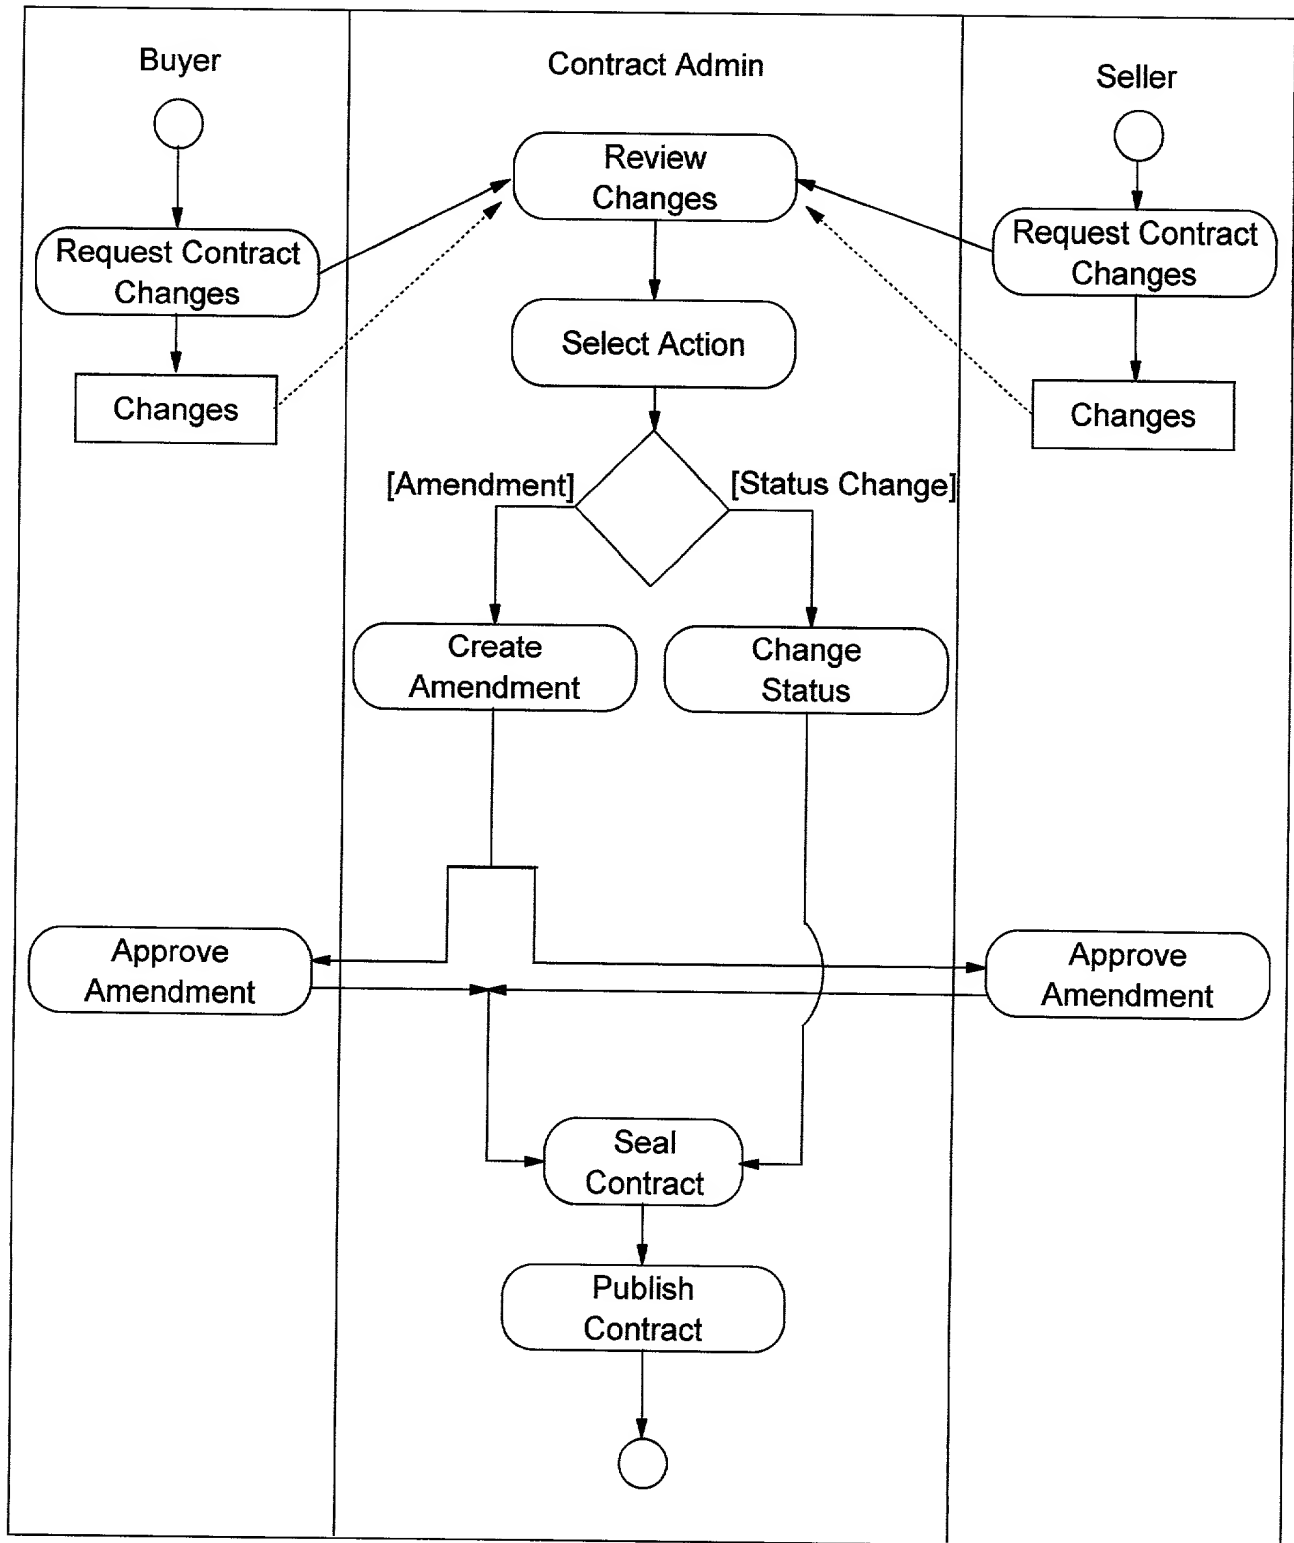 Buyer
Contract Admin
Seller
Review
Changes
Request Contract
Changes
Request Contract
Changes
Select Action
Changes
Changes
[Amendment]
[Status Change]
Create
Amendment
Change
Status
Approve
Amendment
Approve
Amendment
Seal
Contract
Publish
Contract